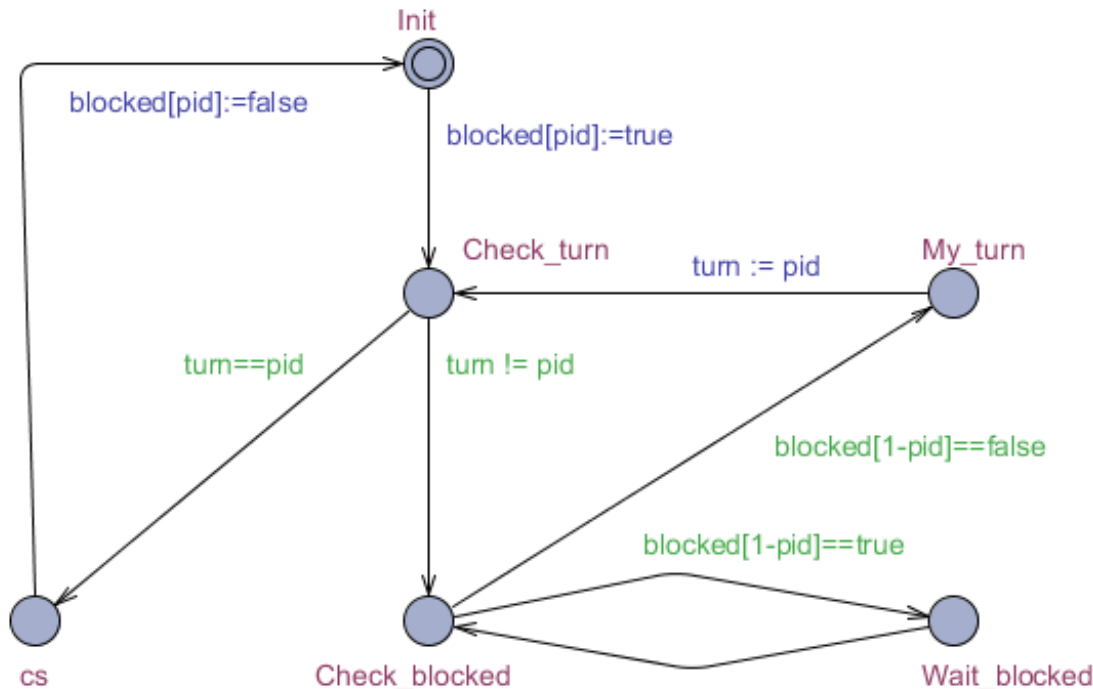 Init
blocked[pid]:=false
blocked[pid]:=true
Check_turn
My_turn
turn := pid
turn==pid
turn != pid
blocked[1-pid]==false
blocked[1-pid]==true
cs
Check_blocked
Wait_blocked